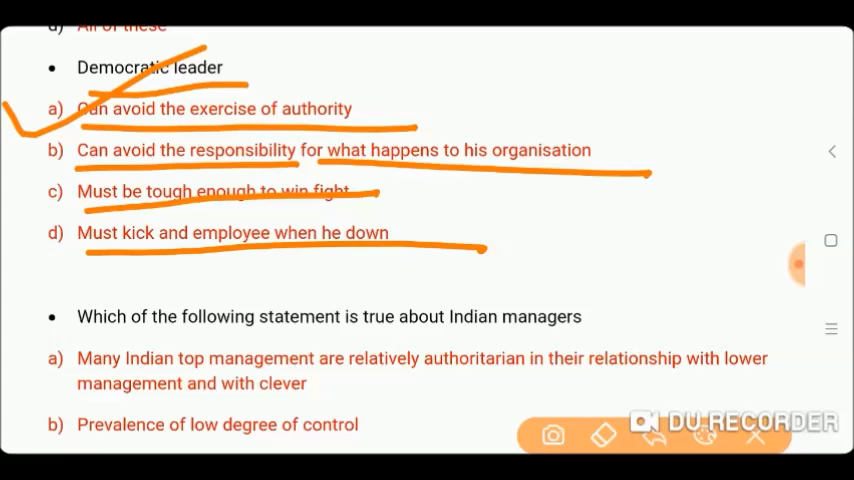 d) All of these
• Democratic leader
a) Can avoid the exercise of authority
b) Can avoid the responsibility for what happens to his organisation
c) Must be tough enough to win fight
d) Must kick and employee when he down
• Which of the following statement is true about Indian managers
a) Many Indian top management are relatively authoritarian in their relationship with lower
management and with clever
b) Prevalence of low degree of control
DU RECORDER